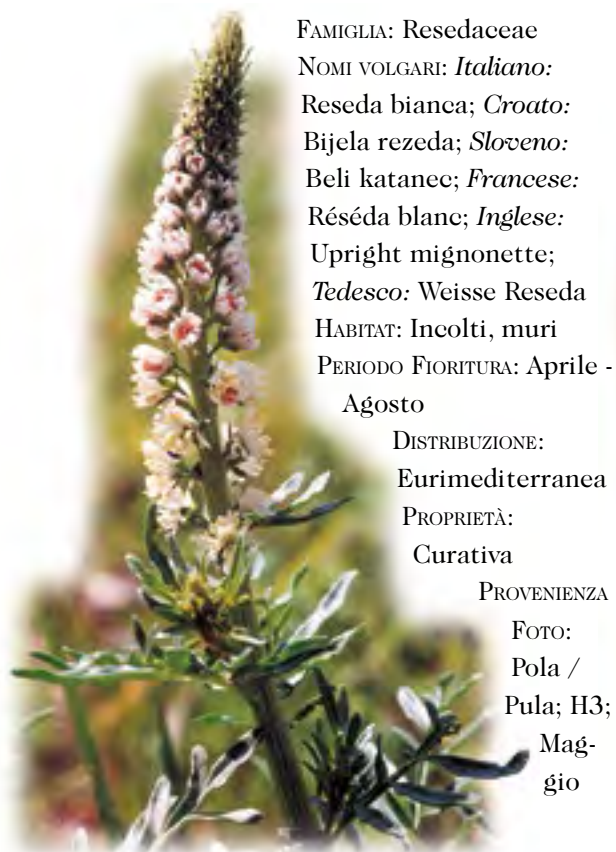 FAMIGLIA: Resedaceae
NOMI VOLGARI: Italiano:
Reseda bianca; Croato:
Bijela rezeda; Sloveno:
Beli katanec; Francese:
Réséda blanc; Inglese:
Upright mignonette;
Tedesco: Weisse Reseda
HABITAT: Incolti, muri
PERIODO FIORITURA: Aprile -
Agosto
DISTRIBUZIONE:
Eurimediterranea
PROPRIETÀ:
Curativa
PROVENIENZA
FOTO:
Pola /
Pula; H3;
Mag-
gio